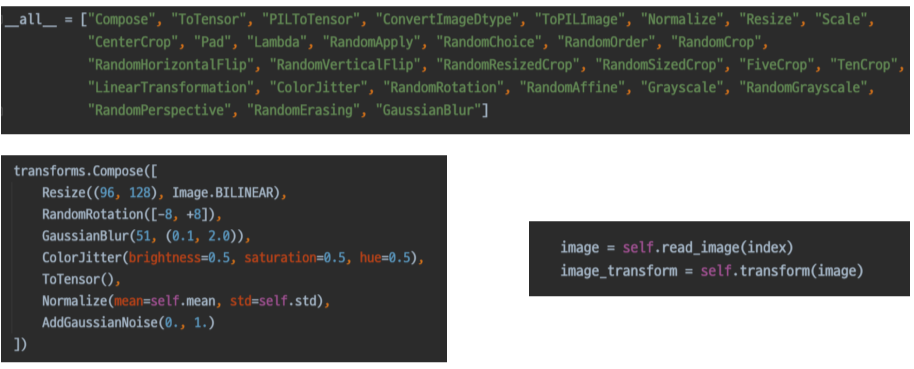 __all__ = ["Compose", "ToTensor", "PILToTensor", "ConvertImageDtype", "ToPILImage", "Normalize", "Resize", "Scale",
"CenterCrop", "Pad", "Lambda", "RandomApply", "RandomChoice", "RandomOrder", "RandomCrop",
"RandomHorizontalFlip", "RandomVerticalFlip", "RandomResizedCrop", "RandomSizedCrop", "FiveCrop", "TenCrop",
"LinearTransformation", "ColorJitter", "RandomRotation", "RandomAffine", "Grayscale", "RandomGrayscale",
"RandomPerspective", "RandomErasing", "GaussianBlur"]
transforms.Compose([
Resize((96, 128), Image.BILINEAR),
RandomRotation([-8, +8]),
GaussianBlur(51, (0.1, 2.0)),
ColorJitter(brightness=0.5, saturation=0.5, hue=0.5),
ToTensor(),
Normalize(mean=self.mean, std=self.std),
AddGaussianNoise(0., 1.)
])
image = self.read_image(index)
image_transform = self.transform(image)